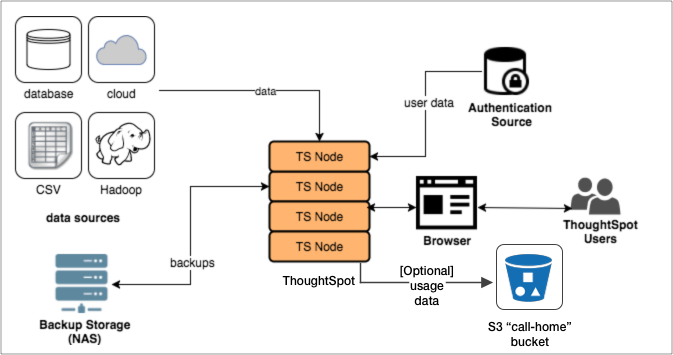 database
cloud
CSV
Hadoop
data sources
data
user data
Authentication
Source
TS Node
TS Node
TS Node
TS Node
ThoughtSpot
Browser
ThoughtSpot
Users
backups
Backup Storage
(NAS)
[Optional]
usage
data
S3 “call-home”
bucket